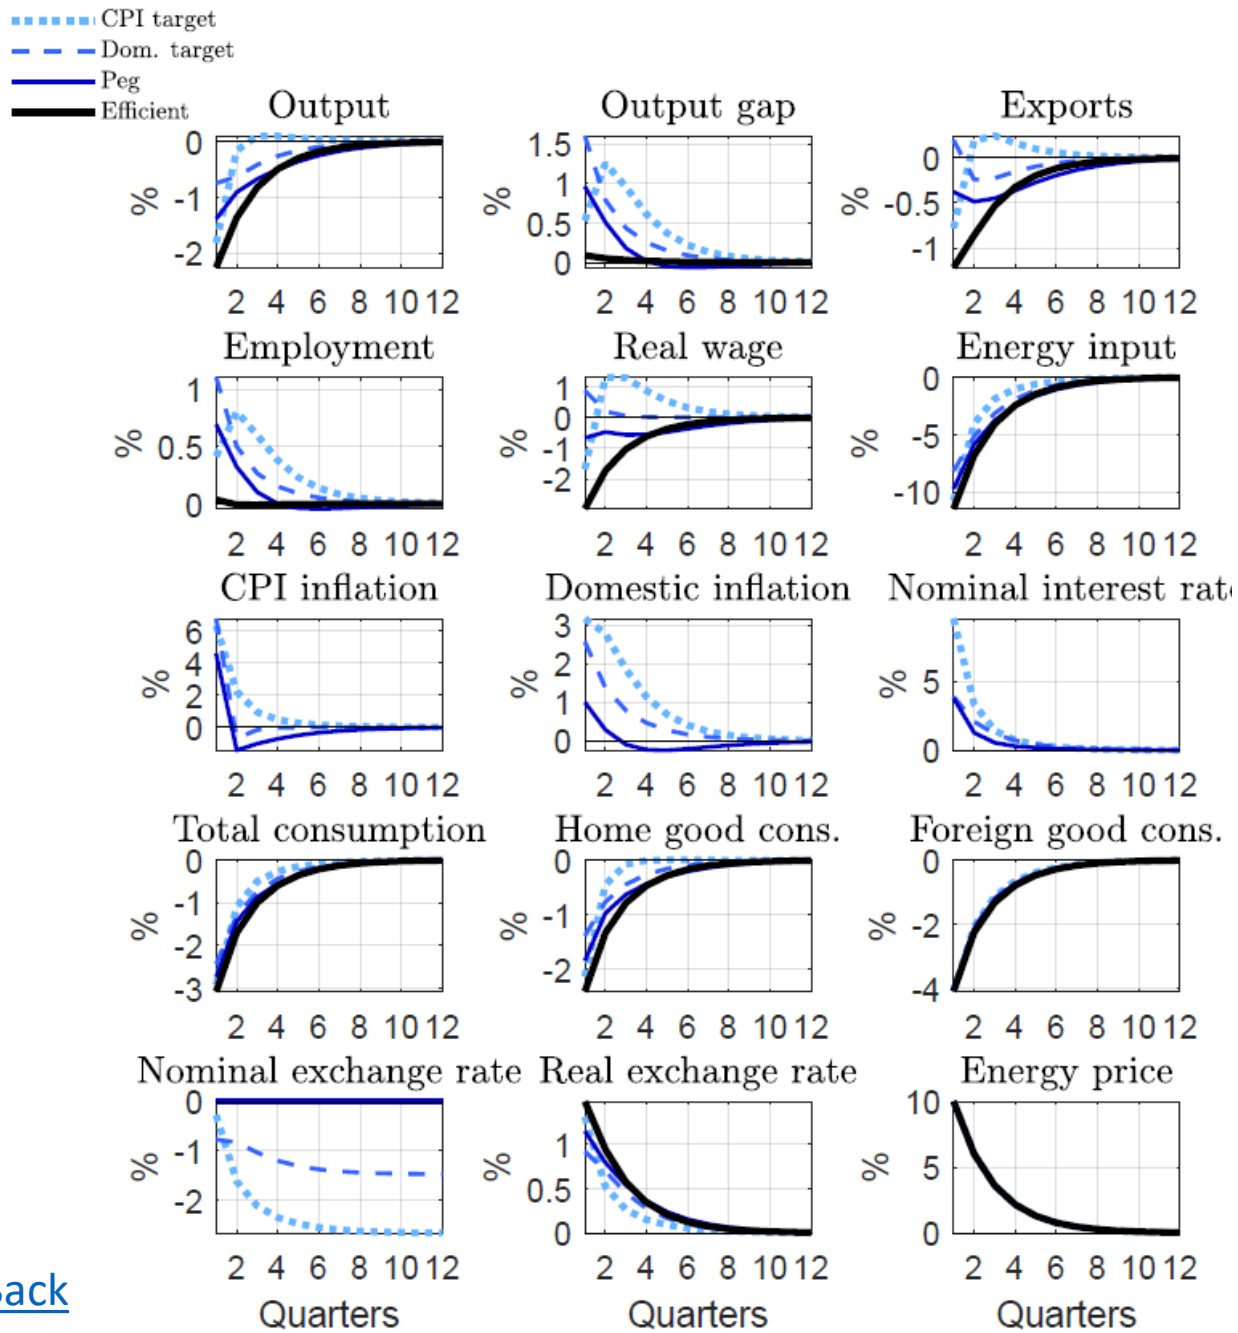 CPI target
Dom. target
Peg
Efficient
Output Output gap Exports
0 1.5 0
% -1 % 1 % -0.5
-2 0.5 -1
0
2 4 6 8 10 12 2 4 6 8 10 12 2 4 6 8 10 12
Employment Real wage Energy input
1 1 0
% 0.5 % 0 % -5
0 -1 -10
-2
2 4 6 8 10 12 2 4 6 8 10 12 2 4 6 8 10 12
CPI inflation Domestic inflation Nominal interest rat
6 3
% 4 % 2 % 5
2 1
0 0 0
2 4 6 8 10 12 2 4 6 8 10 12 2 4 6 8 10 12
Total consumption Home good cons. Foreign good cons.
0 0 0
% -1 % -1 % -2
-2 -2 -4
-3
2 4 6 8 10 12 2 4 6 8 10 12 2 4 6 8 10 12
Nominal exchange rate Real exchange rate Energy price
0 1 10
% -1 % 0.5 % 5
-2 0 0
2 4 6 8 10 12 2 4 6 8 10 12 2 4 6 8 10 12
Back
Quarters Quarters